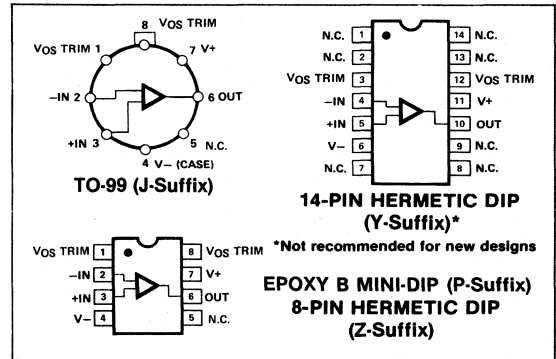 8 VOS TRIM
VOS TRIM 1
7 V+
–IN 2
6 OUT
+IN 3
5 N.C.
4 V– (CASE)
TO-99 (J-Suffix)
N.C. 1 14 N.C.
N.C. 2 13 N.C.
VOS TRIM 3 12 VOS TRIM
–IN 4 11 V+
+IN 5 10 OUT
V– 6 9 N.C.
N.C. 7 8 N.C.
14-PIN HERMETIC DIP
(Y-Suffix)*
*Not recommended for new designs
VOS TRIM 1 8 VOS TRIM
–IN 2 7 V+
+IN 3 6 OUT
V– 4 5 N.C.
EPOXY B MINI-DIP (P-Suffix)
8-PIN HERMETIC DIP
(Z-Suffix)